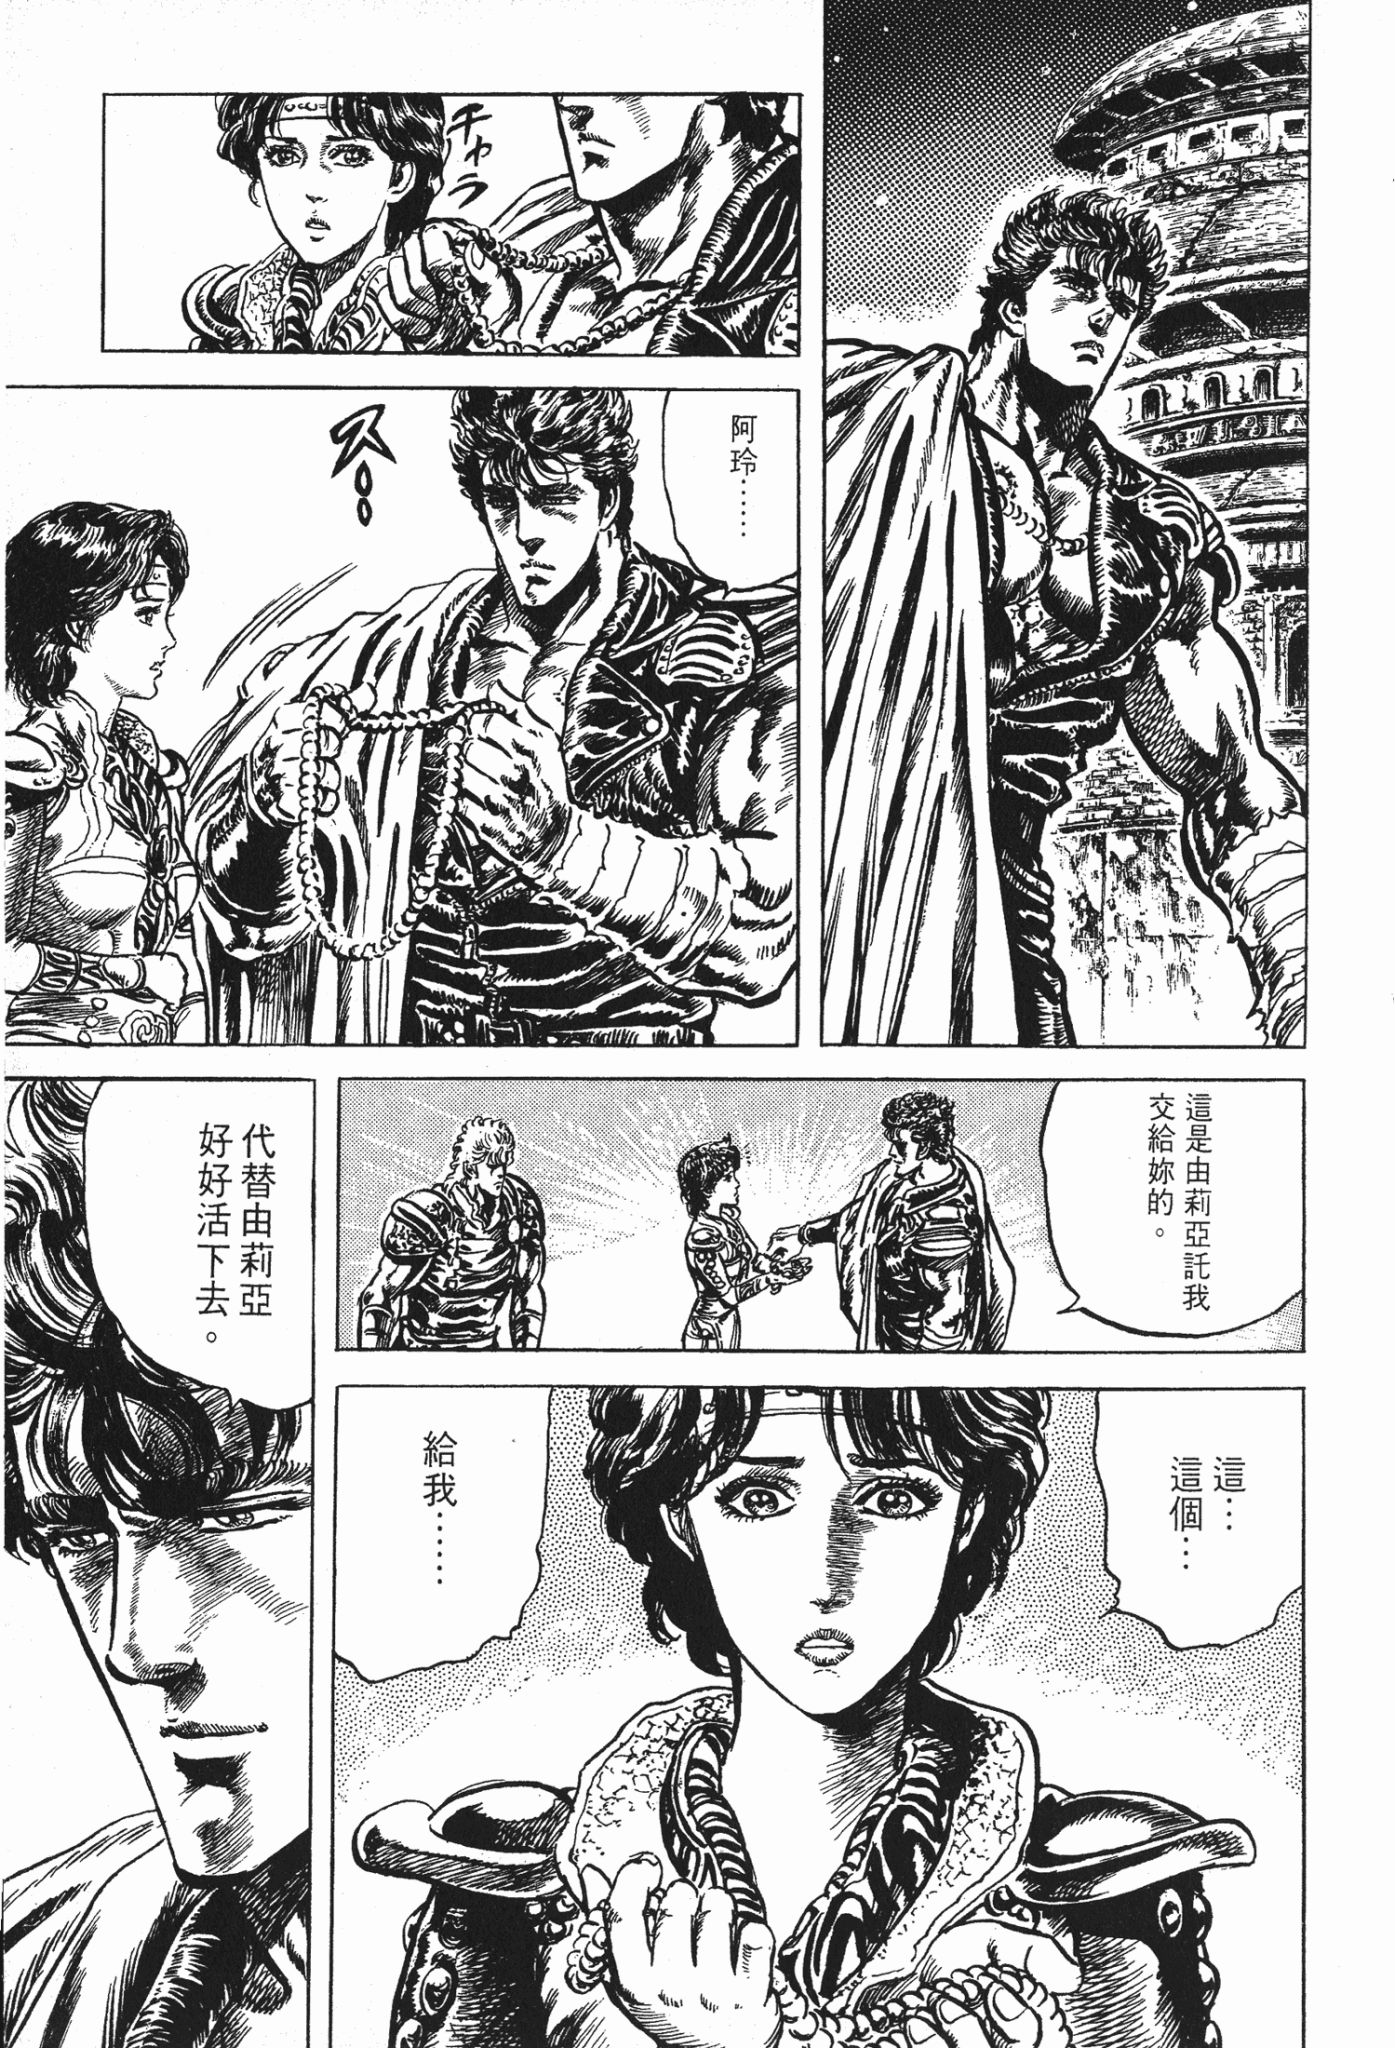 阿玲……
スー
チャラ
這是由莉亞託我
交給妳的。
這…
這個…
給我……
代替由莉亞
好好活下去。